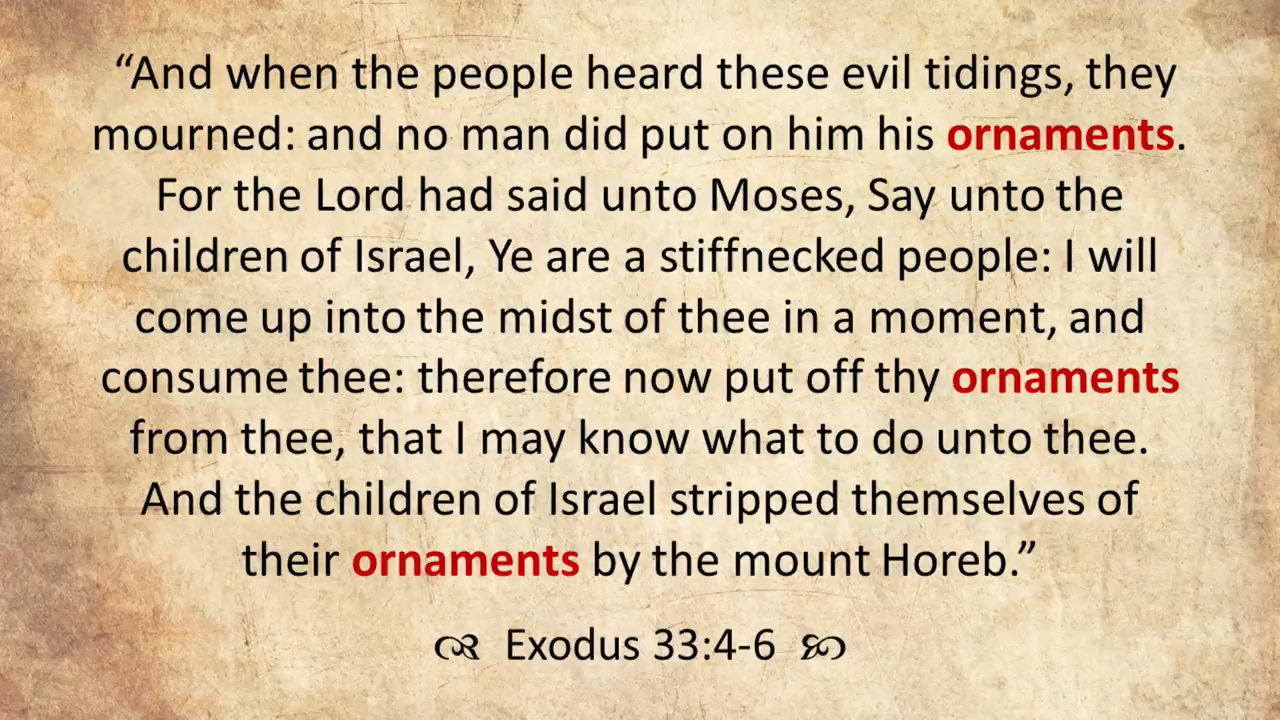 “And when the people heard these evil tidings, they
mourned: and no man did put on him his ornaments.
For the Lord had said unto Moses, Say unto the
children of Israel, Ye are a stiffnecked people: I will
come up into the midst of thee in a moment, and
consume thee: therefore now put off thy ornaments
from thee, that I may know what to do unto thee.
And the children of Israel stripped themselves of
their ornaments by the mount Horeb.”
Exodus 33:4-6